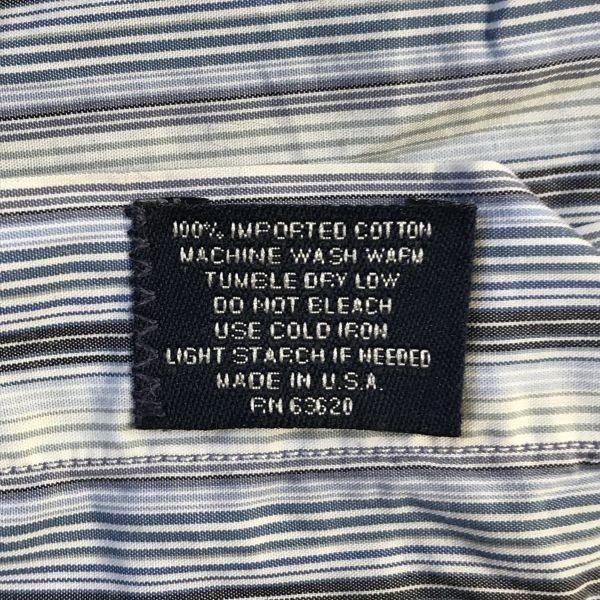 100% IMPORTED COTTON
MACHINE WASH WARM
TUMBLE DRY LOW
DO NOT BLEACH
USE COLD IRON
LIGHT STARCH IF NEEDED
MADE IN U.S.A.
RN 63620